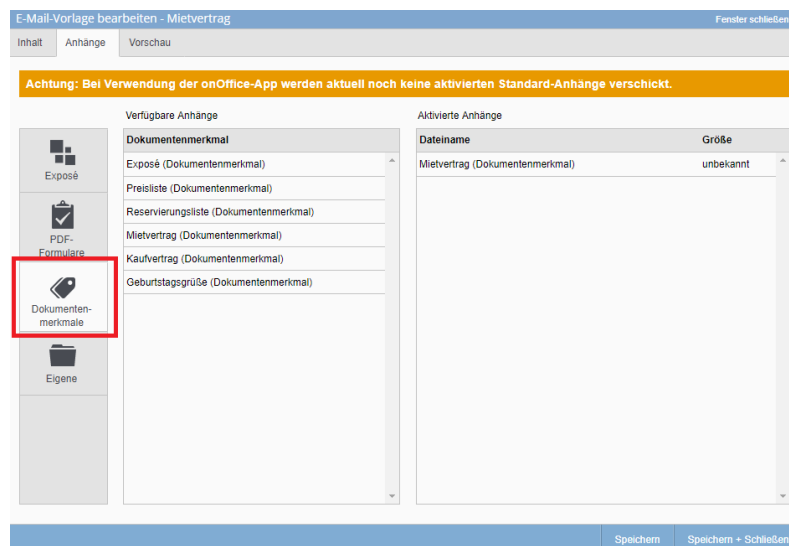 E-Mail-Vorlage bearbeiten - Mietvertrag
Fenster schließen
Inhalt
Anhänge
Vorschau
Achtung: Bei Verwendung der onOffice-App werden aktuell noch keine aktivierten Standard-Anhänge verschickt.
Verfügbare Anhänge
Aktivierte Anhänge
Exposé
PDF-
Formulare
Dokumenten-
merkmale
Eigene
Dokumentenmerkmal
Exposé (Dokumentenmerkmal)
Preisliste (Dokumentenmerkmal)
Reservierungsliste (Dokumentenmerkmal)
Mietvertrag (Dokumentenmerkmal)
Kaufvertrag (Dokumentenmerkmal)
Geburtstagsgrüße (Dokumentenmerkmal)
Dateiname Größe
Mietvertrag (Dokumentenmerkmal) unbekannt
Speichern
Speichern + Schließen